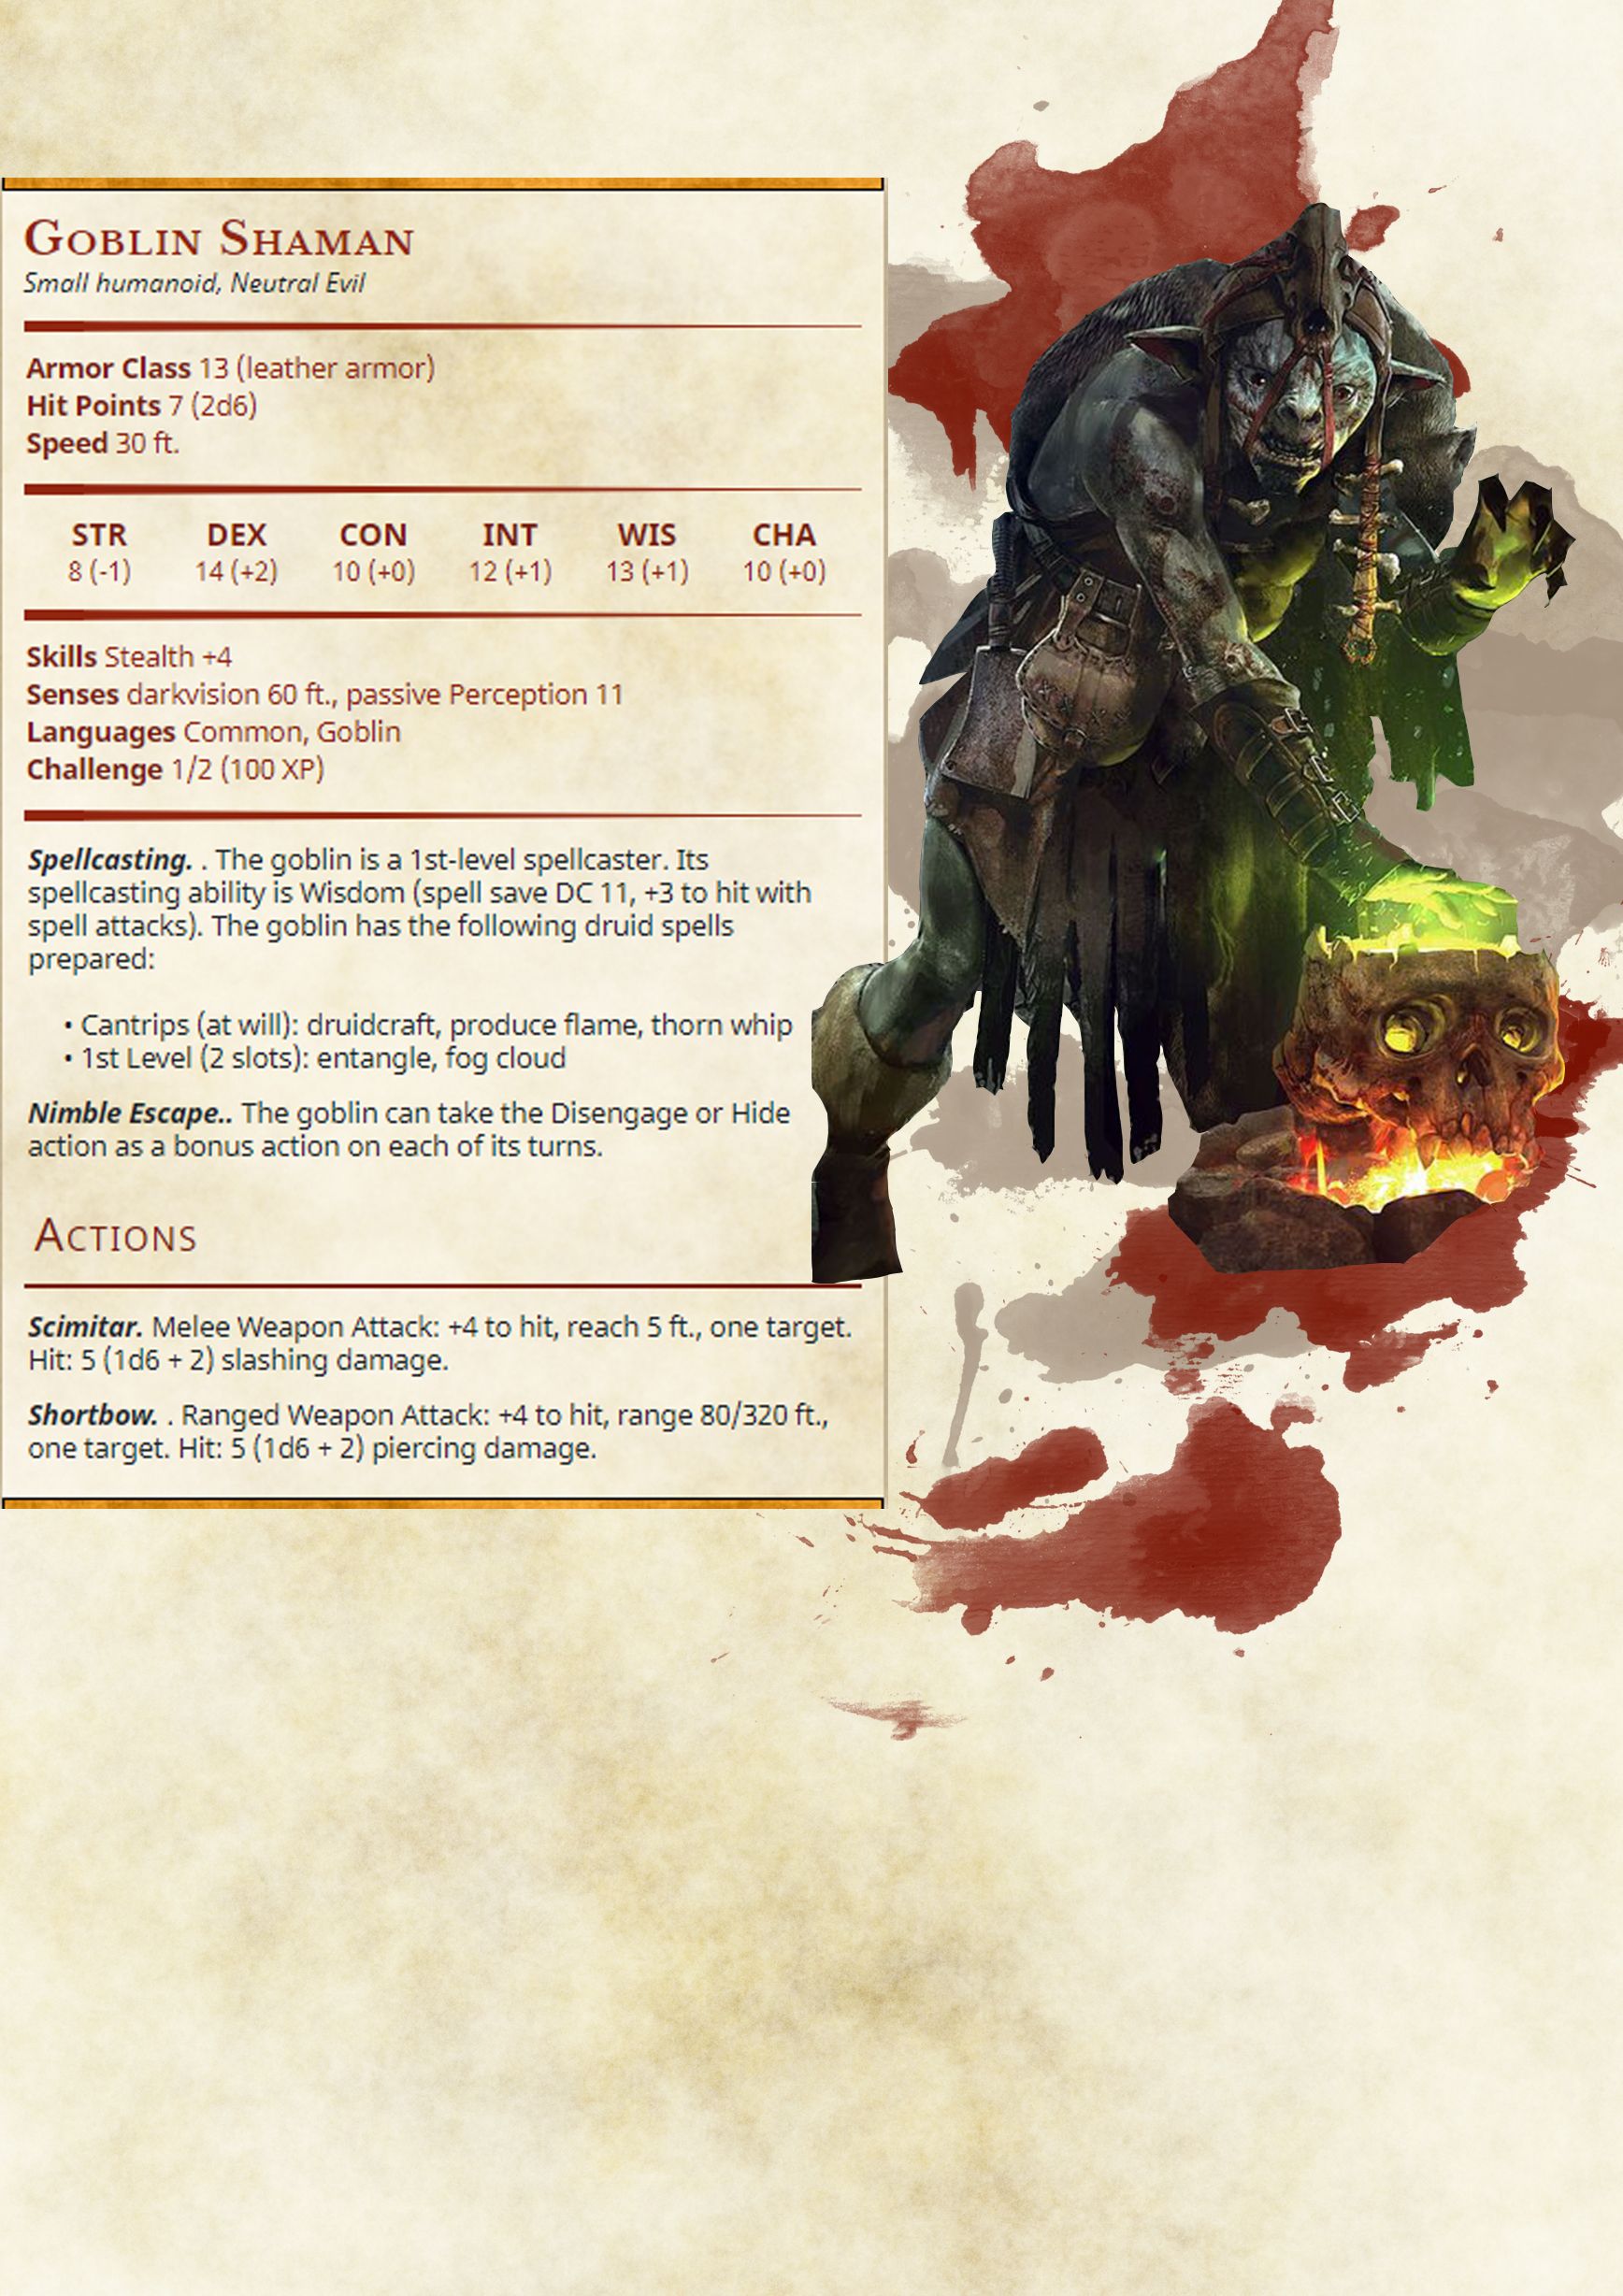 Goblin Shaman
Small humanoid, Neutral Evil
Armor Class 13 (leather armor)
Hit Points 7 (2d6)
Speed 30 ft.
STR DEX CON INT WIS CHA
8 (-1) 14 (+2) 10 (+0) 12 (+1) 13 (+1) 10 (+0)
Skills Stealth +4
Senses darkvision 60 ft., passive Perception 11
Languages Common, Goblin
Challenge 1/2 (100 XP)
Spellcasting. . The goblin is a 1st-level spellcaster. Its
spellcasting ability is Wisdom (spell save DC 11, +3 to hit with
spell attacks). The goblin has the following druid spells
prepared:
• Cantrips (at will): druidcraft, produce flame, thorn whip
• 1st Level (2 slots): entangle, fog cloud
Nimble Escape.. The goblin can take the Disengage or Hide
action as a bonus action on each of its turns.
Actions
Scimitar. Melee Weapon Attack: +4 to hit, reach 5 ft., one target.
Hit: 5 (1d6 + 2) slashing damage.
Shortbow. . Ranged Weapon Attack: +4 to hit, range 80/320 ft.,
one target. Hit: 5 (1d6 + 2) piercing damage.